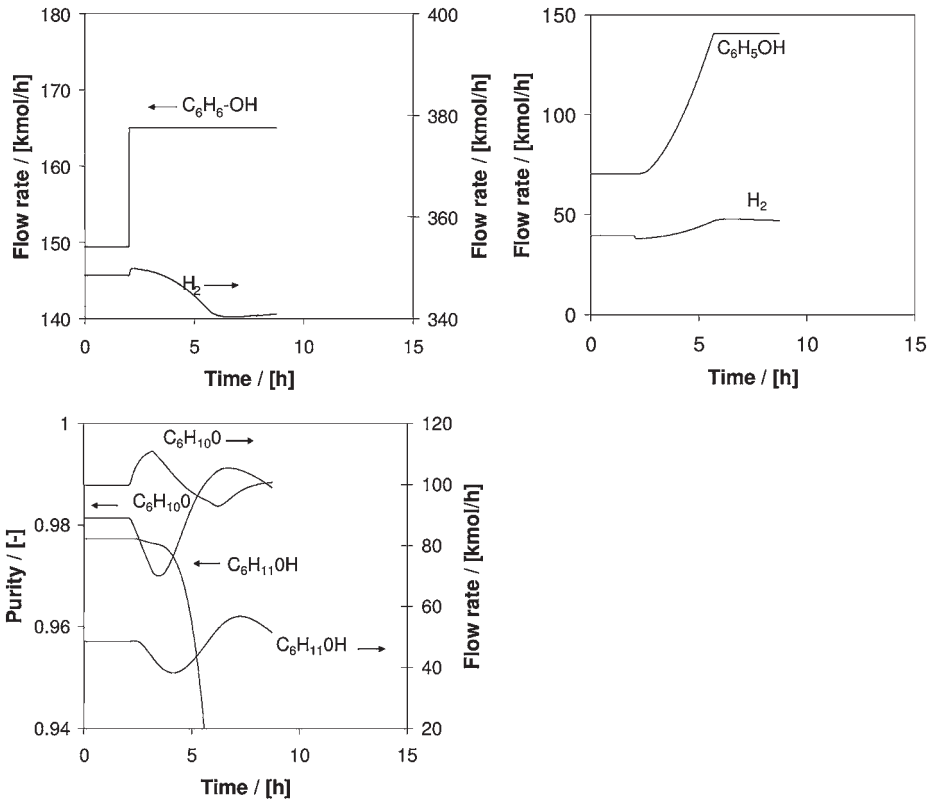 180
170
160
150
140
Flow rate / [kmol/h]
C₆H₆-OH
H₂
400
380
360
340
Flow rate / [kmol/h]
0 5 10 15
Time / [h]
150
100
50
0
Flow rate / [kmol/h]
C₆H₅OH
H₂
0 5 10 15
Time / [h]
1
0.98
0.96
0.94
Purity / [-]
C₆H₁₀0
C₆H₁₀0
C₆H₁₁0H
C₆H₁₁0H
120
100
80
60
40
20
Flow rate / [kmol/h]
0 5 10 15
Time / [h]